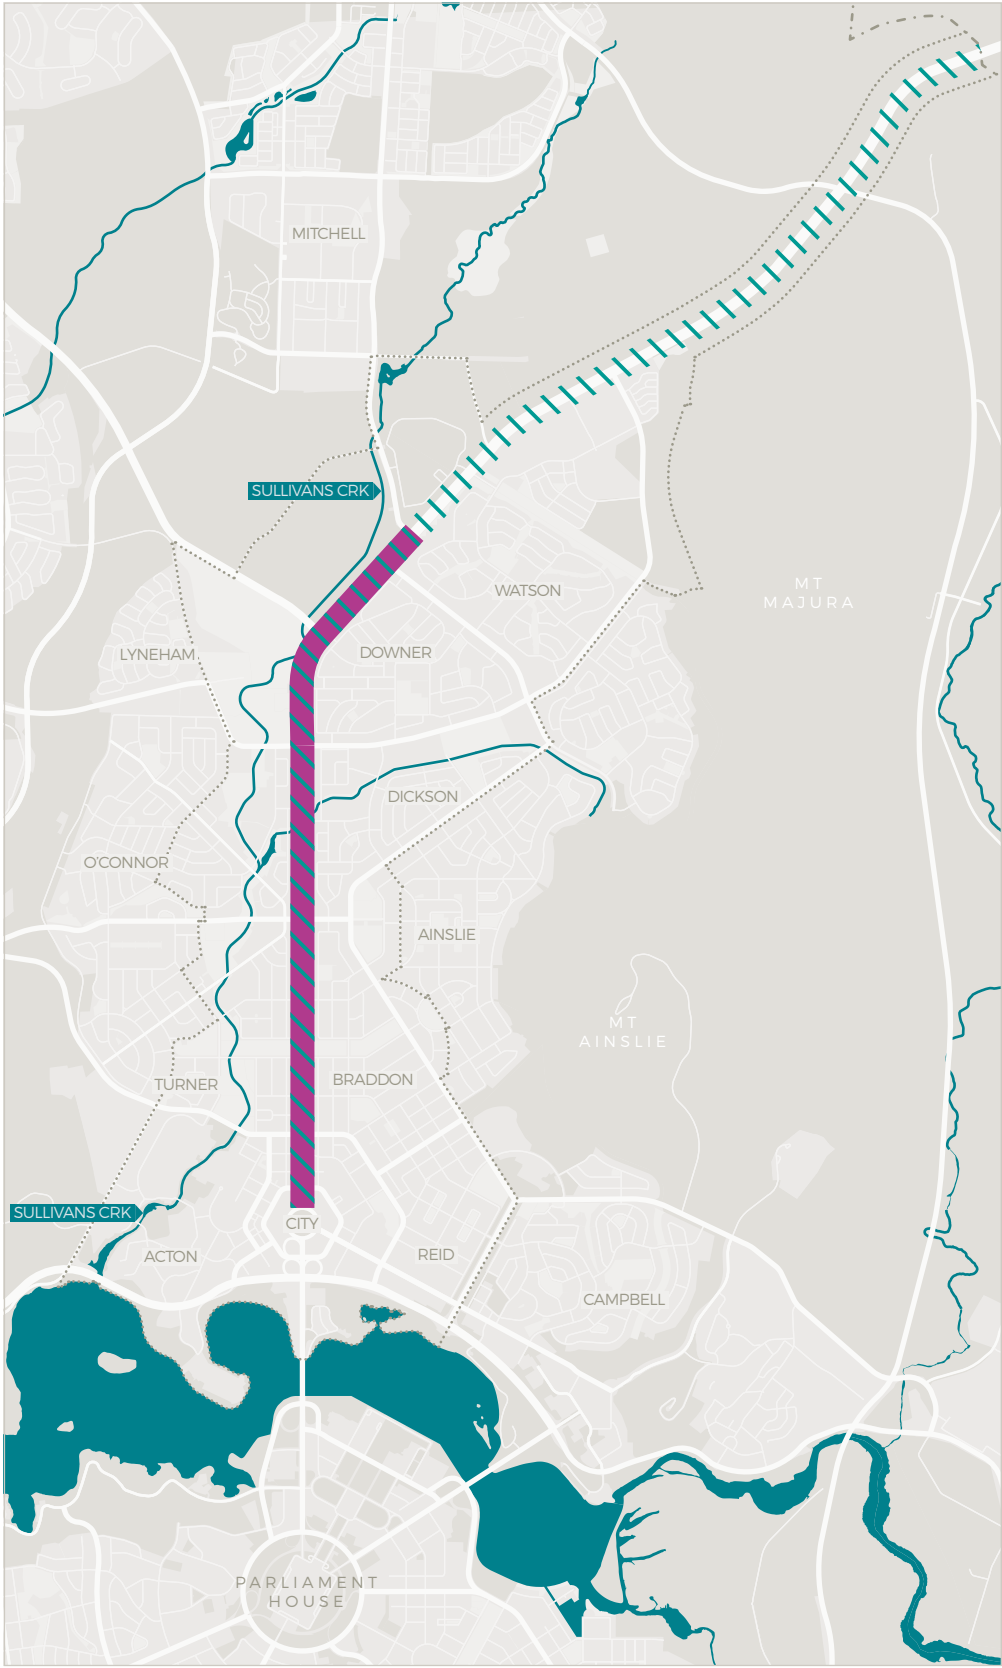 MITCHELL
SULLIVANS CRK
WATSON
MT
MAJURA
LYNEHAM
DOWNER
DICKSON
O'CONNOR
AINSLIE
MT
AINSLIE
TURNER
BRADDON
SULLIVANS CRK
CITY
ACTON
REID
CAMPBELL
PARLIAMENT
HOUSE